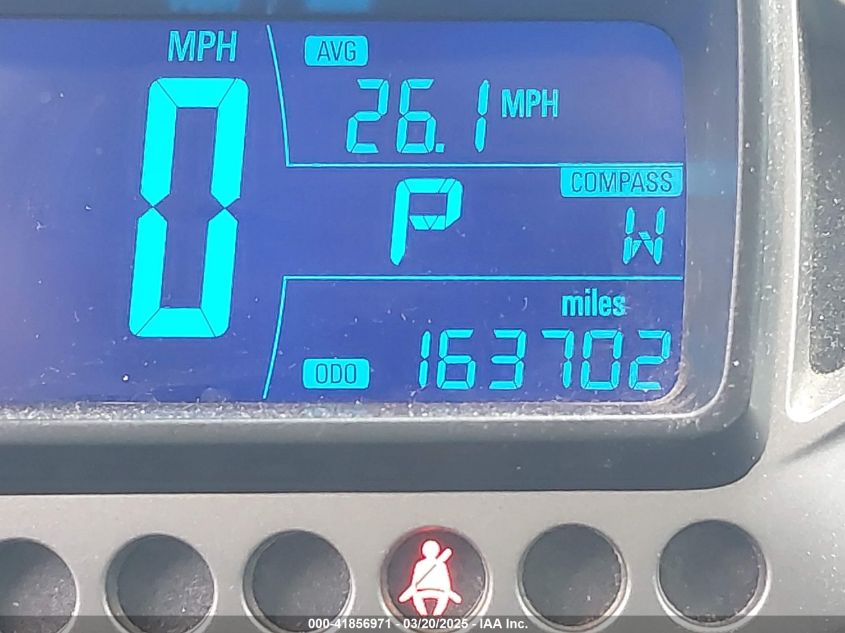 MPH
0
AVG
26.1 MPH
COMPASS
P
W
miles
ODO 163702
000-41856971 - 03/20/2025 - IAA Inc.